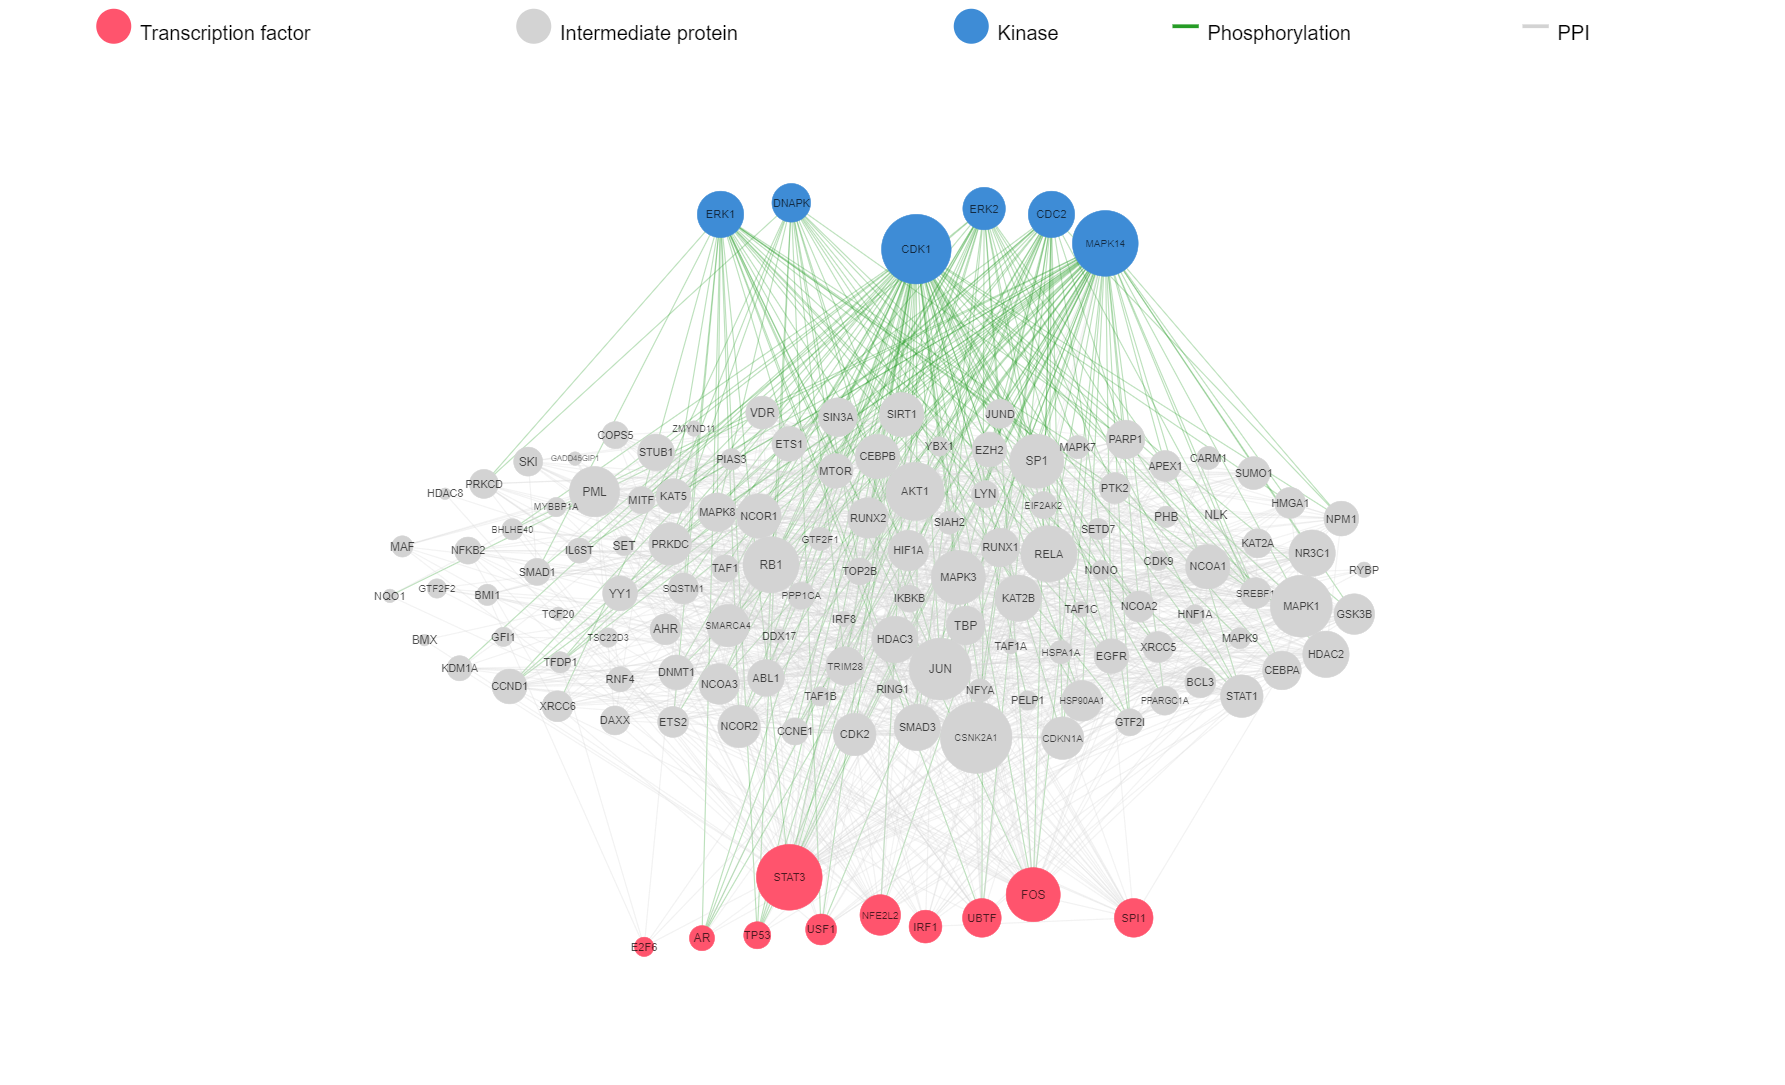 Transcription factor
Intermediate protein
Kinase
Phosphorylation
PPI
ERK1
DNAPK
CDK1
ERK2
CDC2
MAPK14
VDR
SIN3A
SIRT1
JUND
COPS5
ZMYND11
STUB1
ETS1
CEBPB
YBX1
EZH2
MAPK7
PARP1
SKI
GADD45GIP1
PIAS3
MTOR
SP1
APEX1
CARM1
SUMO1
PRKCD
HDAC8
PML
MITF
KAT5
AKT1
LYN
PTK2
MYBBP1A
MAPK8
NCOR1
RUNX2
SIAH2
EIF2AK2
PHB
NLK
HMGA1
NPM1
BHLHE40
SETD7
MAF
NFKB2
IL6ST
SET
PRKDC
GTF2F1
HIF1A
RUNX1
RELA
KAT2A
NR3C1
SMAD1
TAF1
RB1
TOP2B
MAPK3
NONO
CDK9
NCOA1
RYBP
NQO1
GTF2F2
BMI1
YY1
SQSTM1
PPP1CA
IKBKB
KAT2B
TAF1C
NCOA2
SREBF1
MAPK1
GSK3B
TCF20
IRF8
HNF1A
BMX
GFI1
TSC22D3
AHR
SMARCA4
DDX17
HDAC3
TBP
TAF1A
HSPA1A
EGFR
XRCC5
MAPK9
HDAC2
KDM1A
TFDP1
CCND1
RNF4
DNMT1
NCOA3
ABL1
TRIM28
JUN
CEBPA
BCL3
XRCC6
TAF1B
RING1
NFYA
PELP1
HSP90AA1
PPARGC1A
STAT1
DAXX
ETS2
NCOR2
CCNE1
CDK2
SMAD3
CSNK2A1
CDKN1A
GTF2I
STAT3
FOS
E2F6
AR
TP53
USF1
NFE2L2
IRF1
UBTF
SPI1